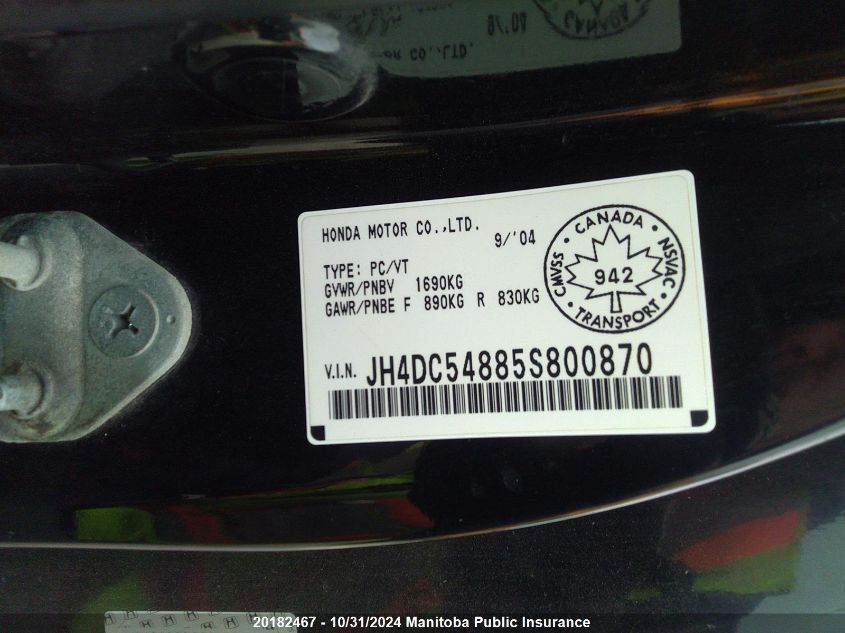 HONDA MOTOR CO.,LTD. 9/'04
TYPE: PC/VT
GVWR/PNBV 1690KG
GAWR/PNBE F 890KG R 830KG
CANADA
CMVSS
942
NSVAC
TRANSPORT
V.I.N. JH4DC54885S800870
20182467 - 10/31/2024 Manitoba Public Insurance